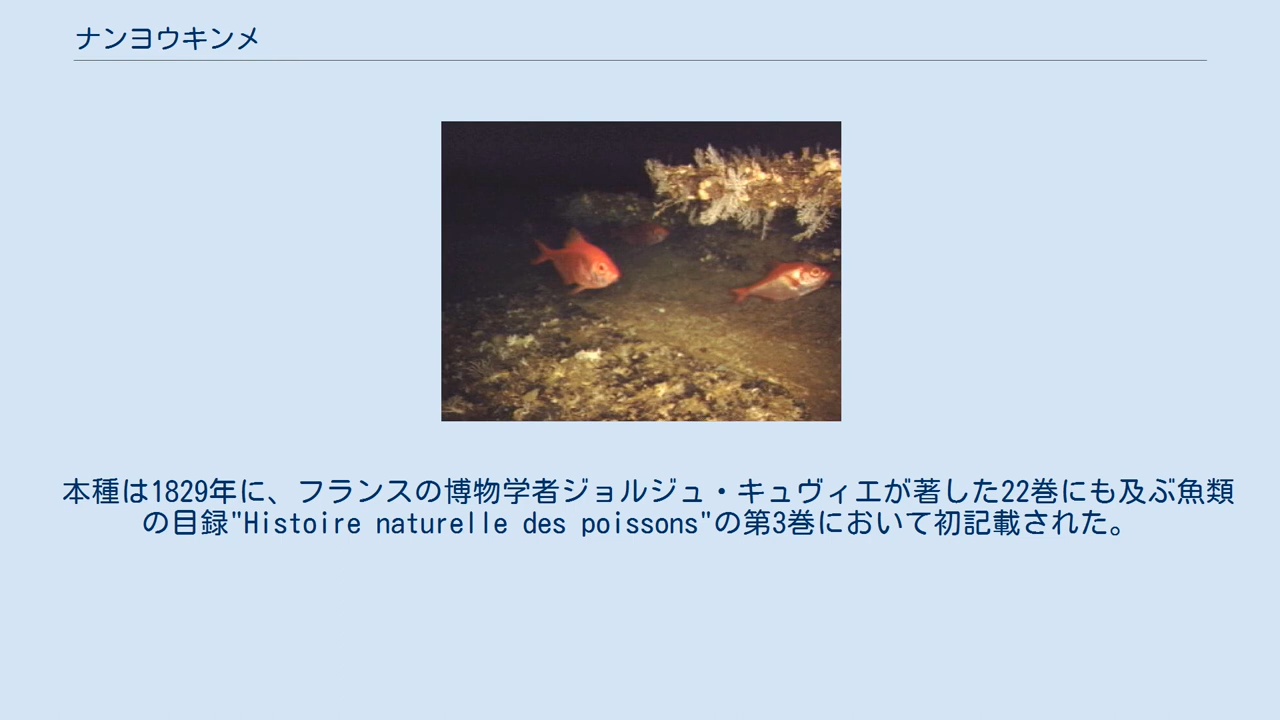 ナンヨウキンメ
本種は1829年に、フランスの博物学者ジョルジュ・キュヴィエが著した22巻にも及ぶ魚類
の目録"Histoire naturelle des poissons"の第3巻において初記載された。